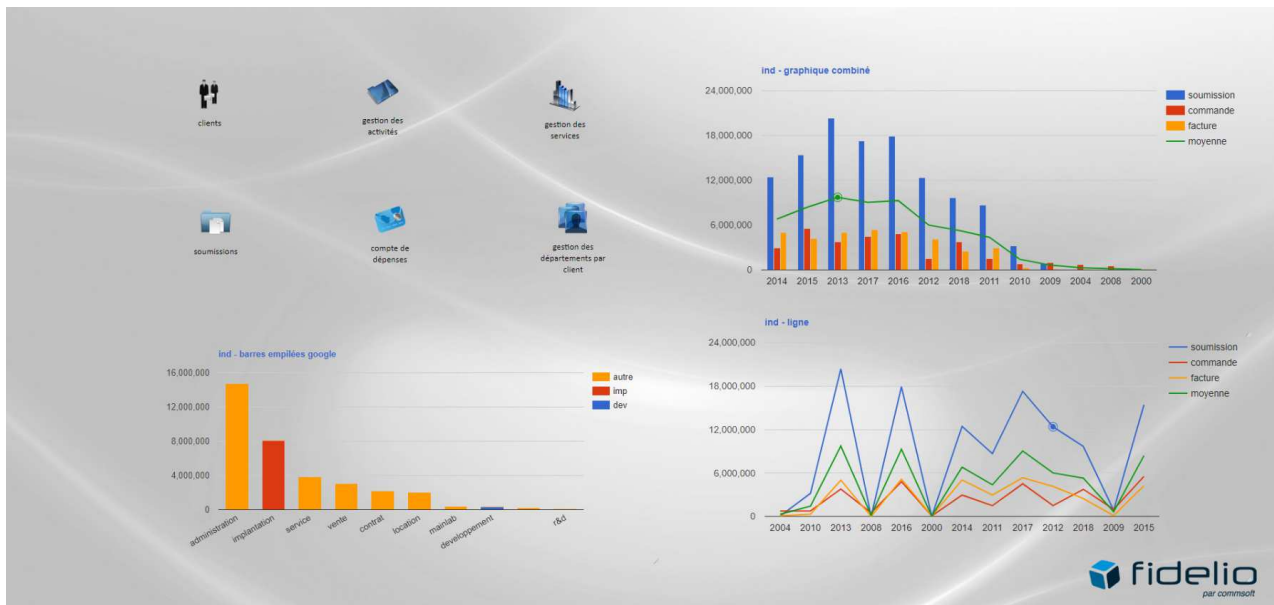 clients
gestion des
activités
gestion des
services
soumissions
compte de
dépenses
gestion des
départements par
client
ind - graphique combiné
24,000,000
18,000,000
12,000,000
6,000,000
0
2014 2015 2013 2017 2016 2012 2018 2011 2010 2009 2004 2008 2000
soumission
commande
facture
moyenne
ind - barres empilées google
16,000,000
12,000,000
8,000,000
4,000,000
0
administration implantation service vente contrat location mainlab developpement r&d
autre
imp
dev
ind - ligne
24,000,000
18,000,000
12,000,000
6,000,000
0
2004 2010 2013 2008 2016 2000 2014 2011 2017 2012 2018 2009 2015
soumission
commande
facture
moyenne
fidelio
par commsoft